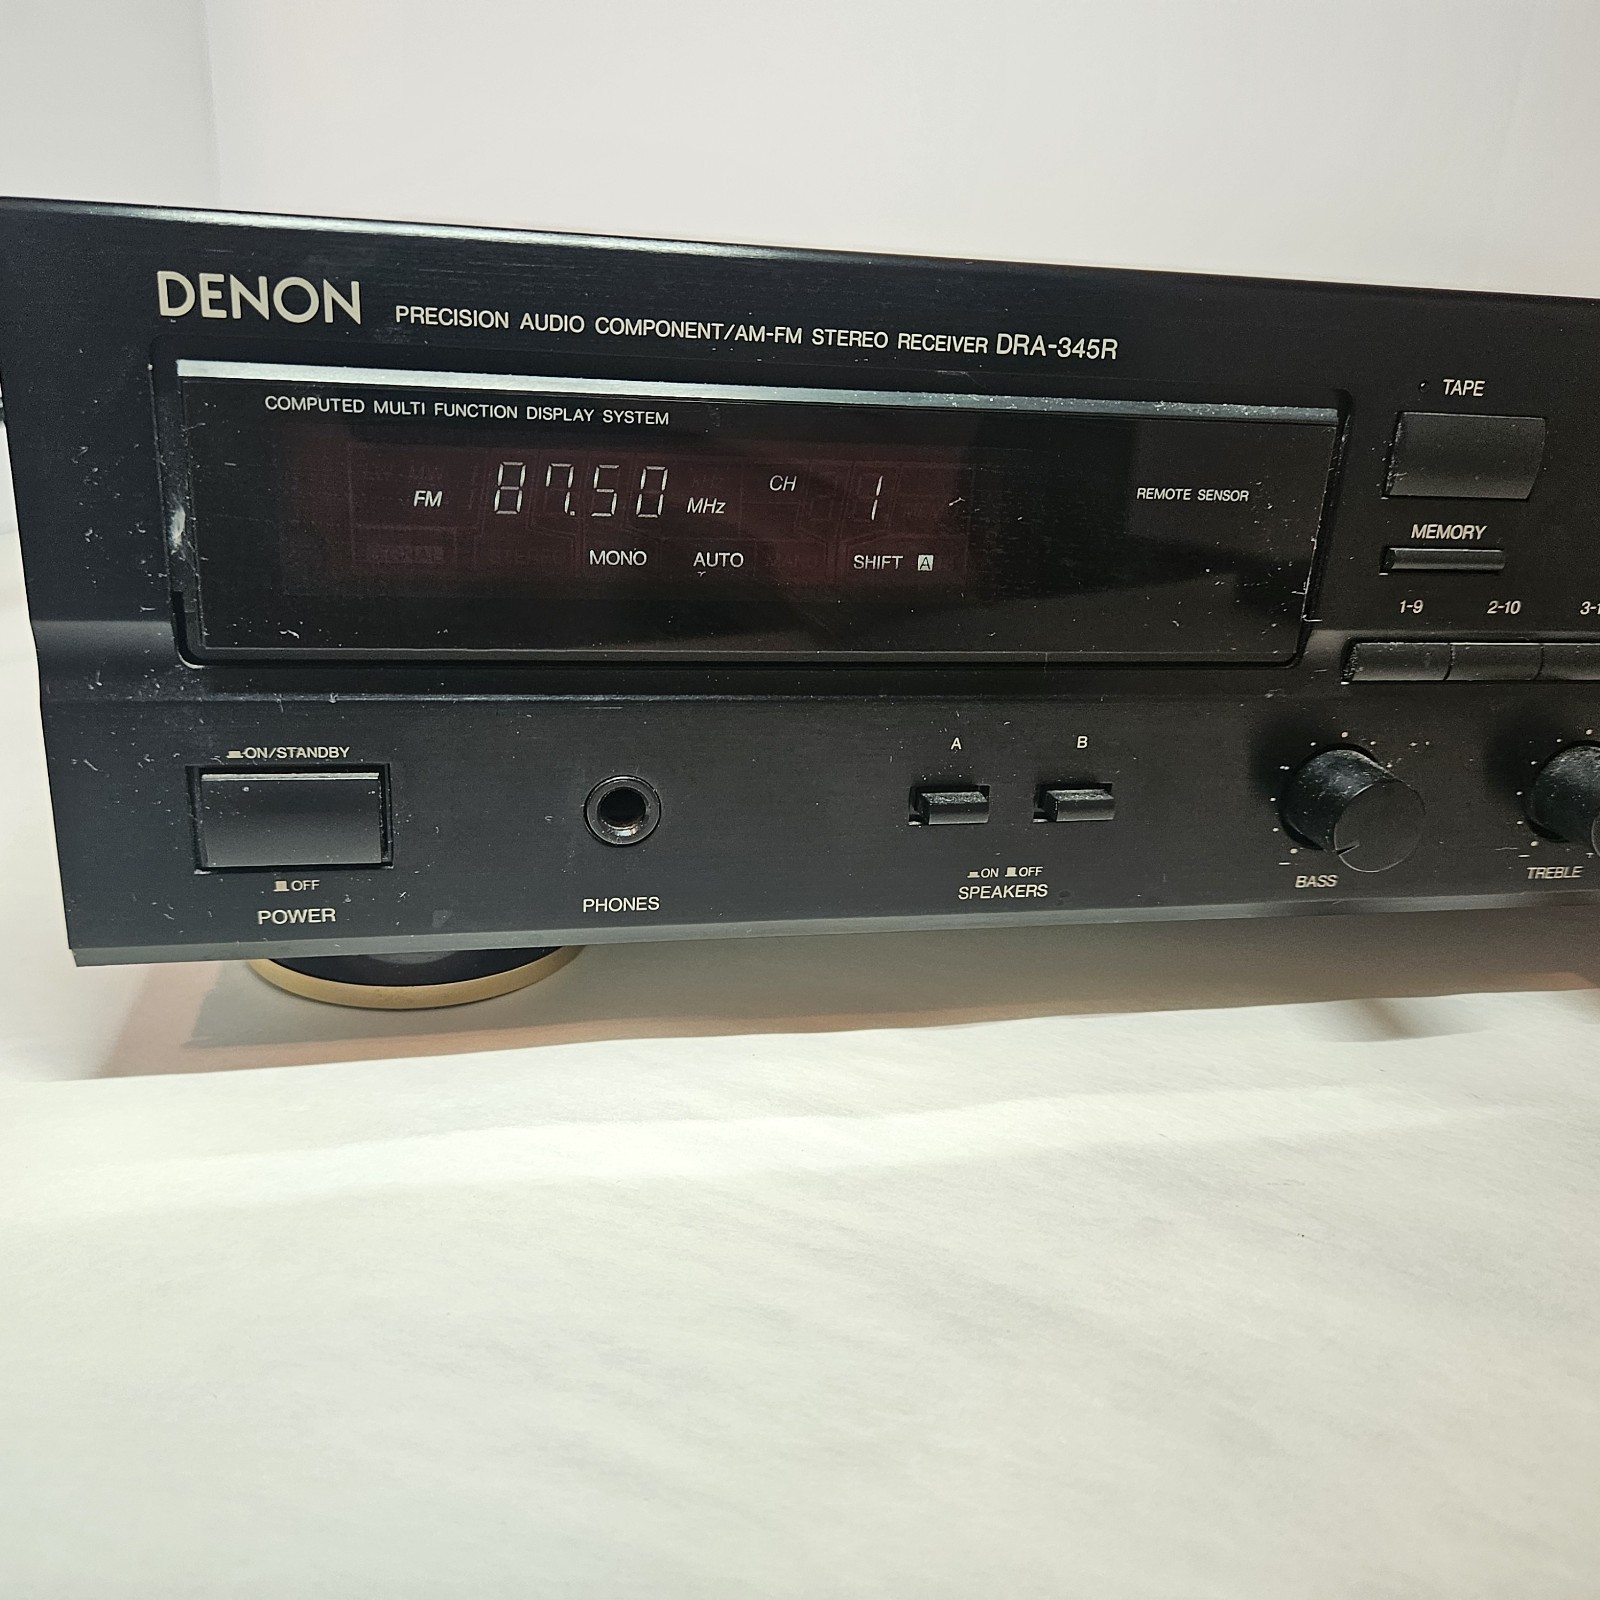 DENON PRECISION AUDIO COMPONENT/AM-FM STEREO RECEIVER DRA-345R
COMPUTED MULTI FUNCTION DISPLAY SYSTEM
FM 87.50 MHz CH 1
MONO AUTO SHIFT A
REMOTE SENSOR
TAPE
MEMORY
1-9 2-10
ON/STANDBY
OFF
POWER
PHONES
A B
ON OFF
SPEAKERS
BASS
TREBLE